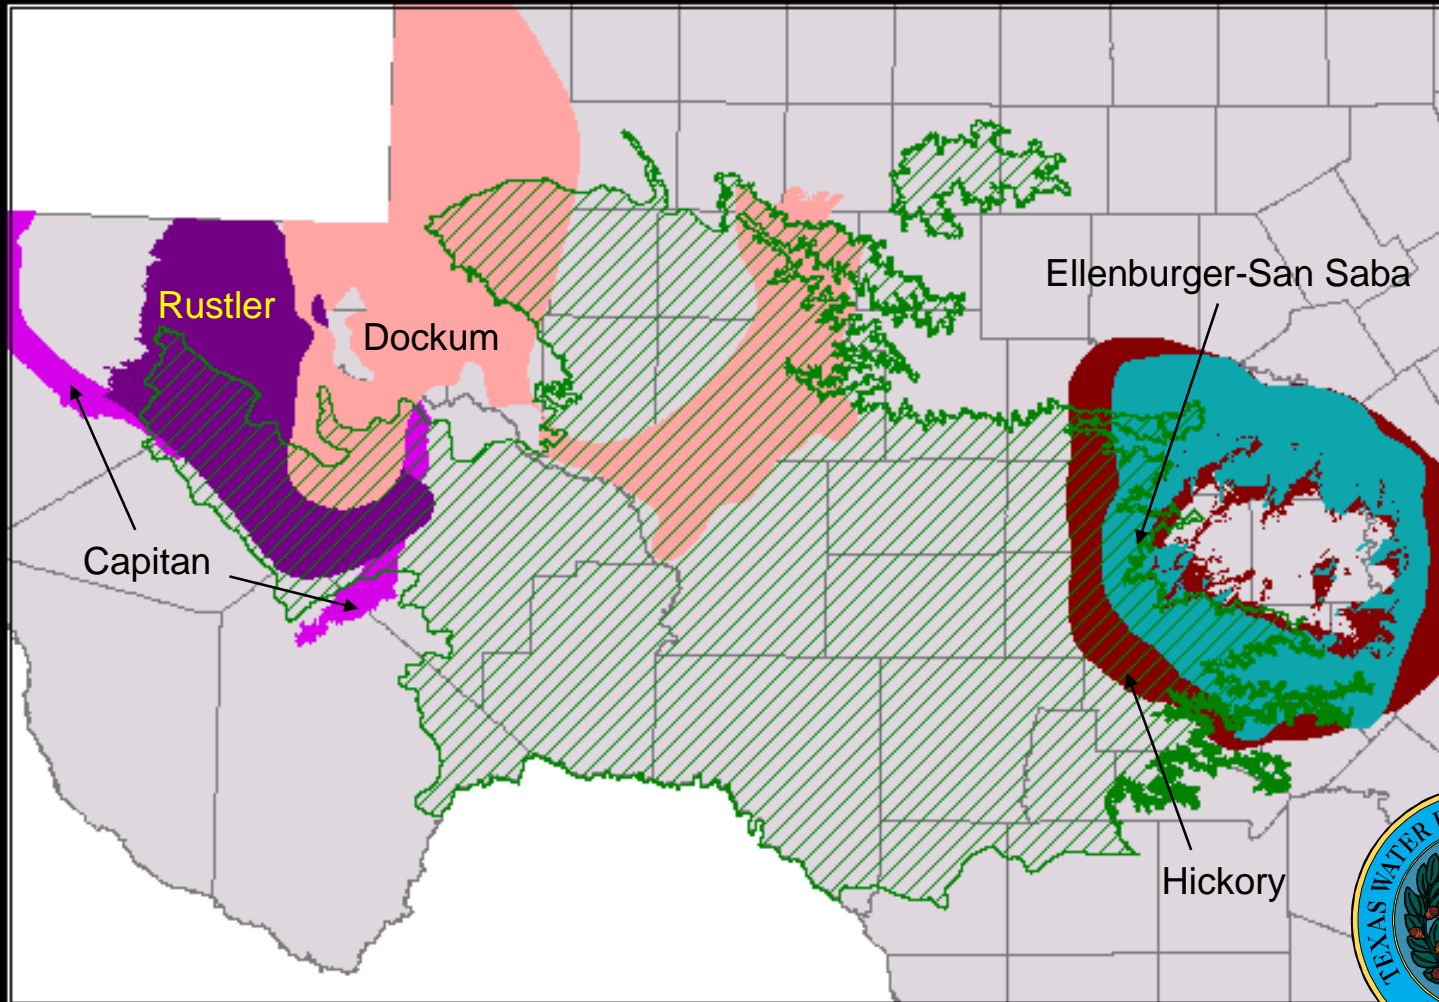 Ellenburger-San Saba
Rustler
Dockum
Capitan
Hickory
TEXAS WATER